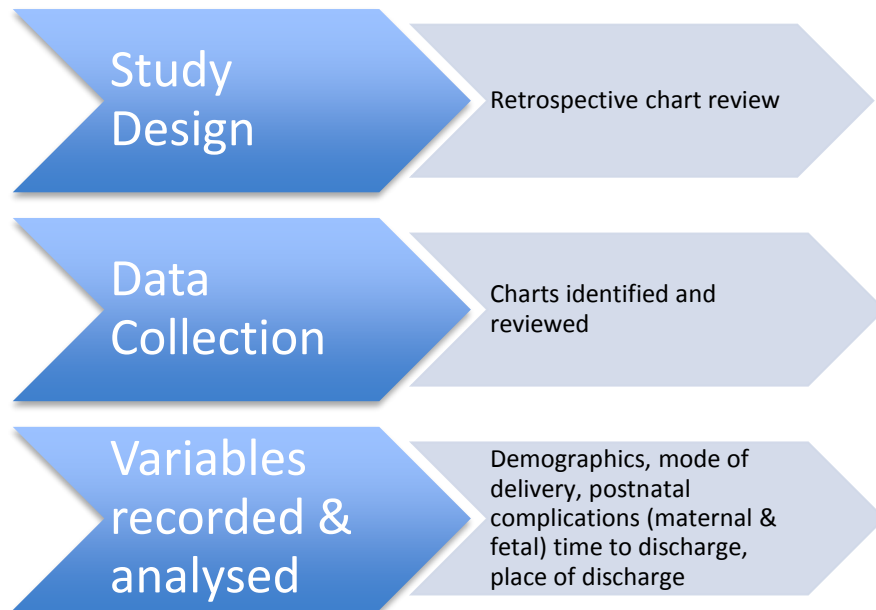 Study
Design
Retrospective chart review
Data
Collection
Charts identified and
reviewed
Variables
recorded &
analysed
Demographics, mode of
delivery, postnatal
complications (maternal &
fetal) time to discharge,
place of discharge